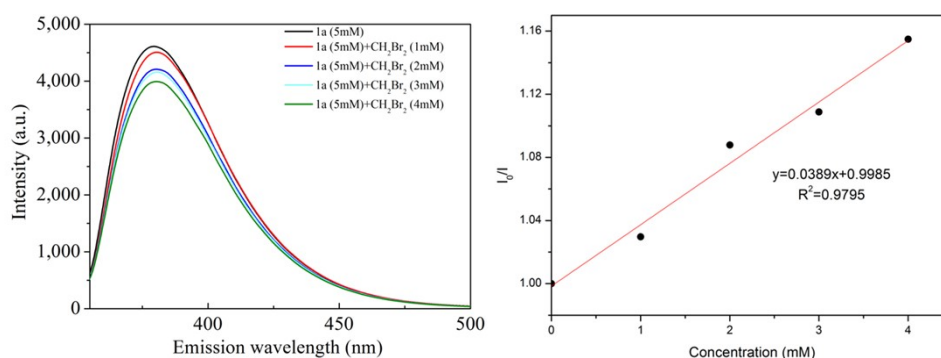 5,000
4,000
3,000
2,000
1,000
0
400
450
500
Intensity (a.u.)
Emission wavelength (nm)
1a (5mM)
1a (5mM)+CH₂Br₂ (1mM)
1a (5mM)+CH₂Br₂ (2mM)
1a (5mM)+CH₂Br₂ (3mM)
1a (5mM)+CH₂Br₂ (4mM)
1.16
1.12
1.08
1.04
1.00
0
1
2
3
4
I₀/I
Concentration (mM)
y=0.0389x+0.9985
R²=0.9795